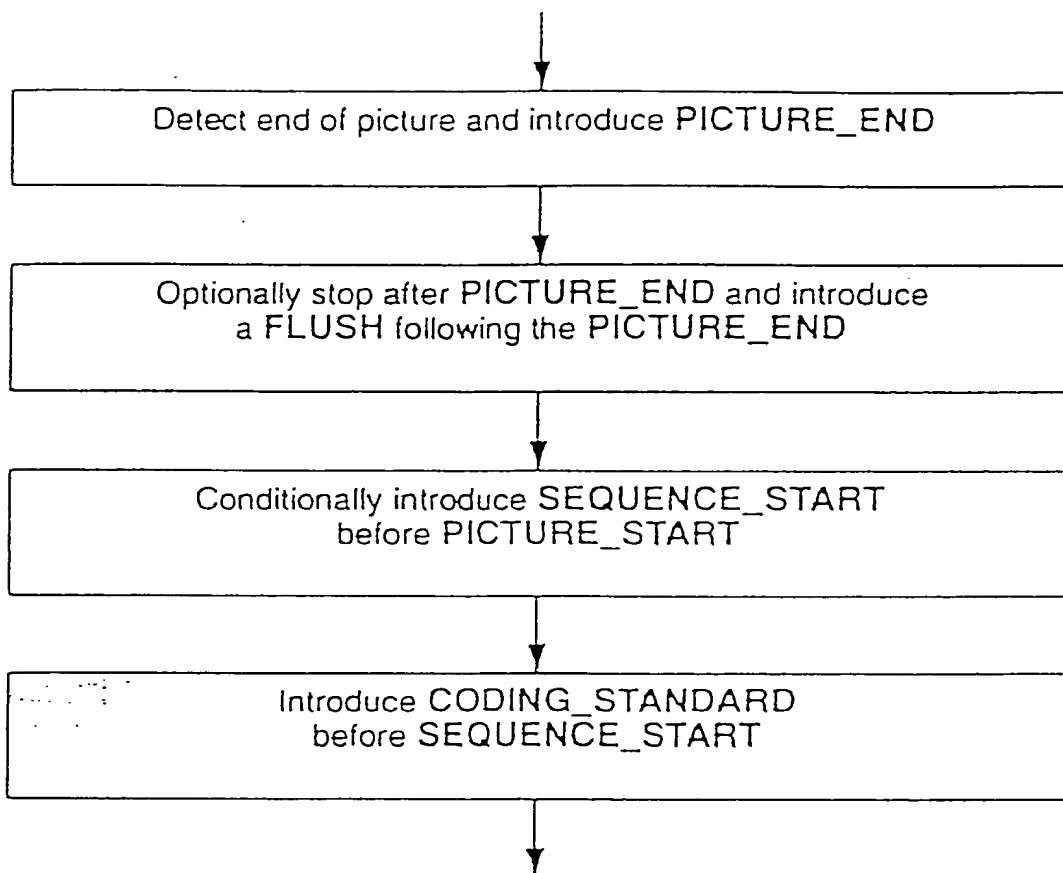 Detect end of picture and introduce PICTURE_END
Optionally stop after PICTURE_END and introduce
a FLUSH following the PICTURE_END
Conditionally introduce SEQUENCE_START
before PICTURE_START
Introduce CODING_STANDARD
before SEQUENCE_START